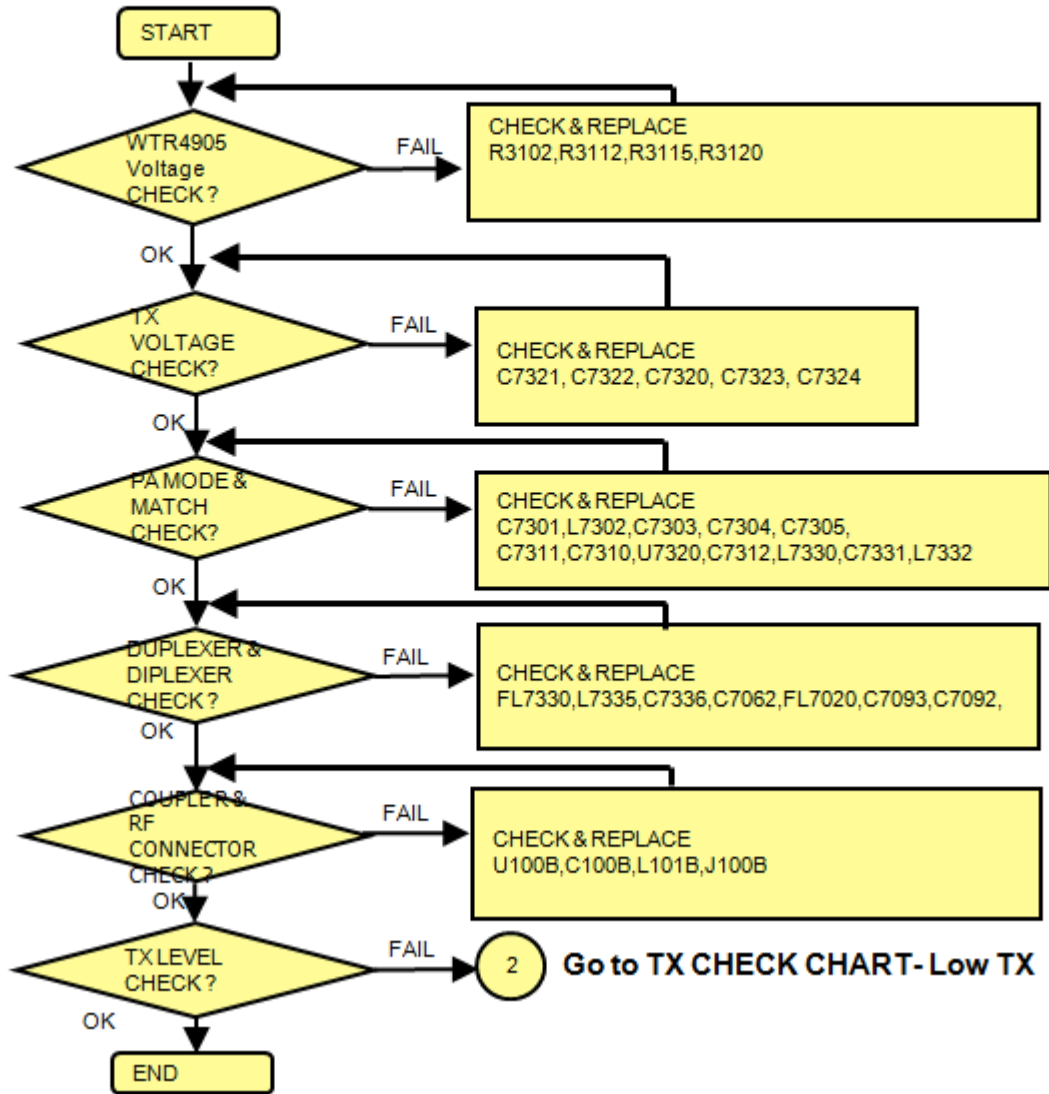 START
WTR4905
Voltage
CHECK ?
FAIL
CHECK & REPLACE
R3102,R3112,R3115,R3120
OK
TX
VOLTAGE
CHECK?
FAIL
CHECK & REPLACE
C7321, C7322, C7320, C7323, C7324
OK
PA MODE &
MATCH
CHECK?
FAIL
CHECK & REPLACE
C7301,L7302,C7303, C7304, C7305,
C7311,C7310,U7320,C7312,L7330,C7331,L7332
OK
DUPLEXER &
DIPLEXER
CHECK ?
FAIL
CHECK & REPLACE
FL7330,L7335,C7336,C7062,FL7020,C7093,C7092,
OK
COUPLER &
RF
CONNECTOR
CHECK ?
FAIL
CHECK & REPLACE
U100B,C100B,L101B,J100B
OK
TX LEVEL
CHECK ?
FAIL
2
Go to TX CHECK CHART- Low TX
OK
END